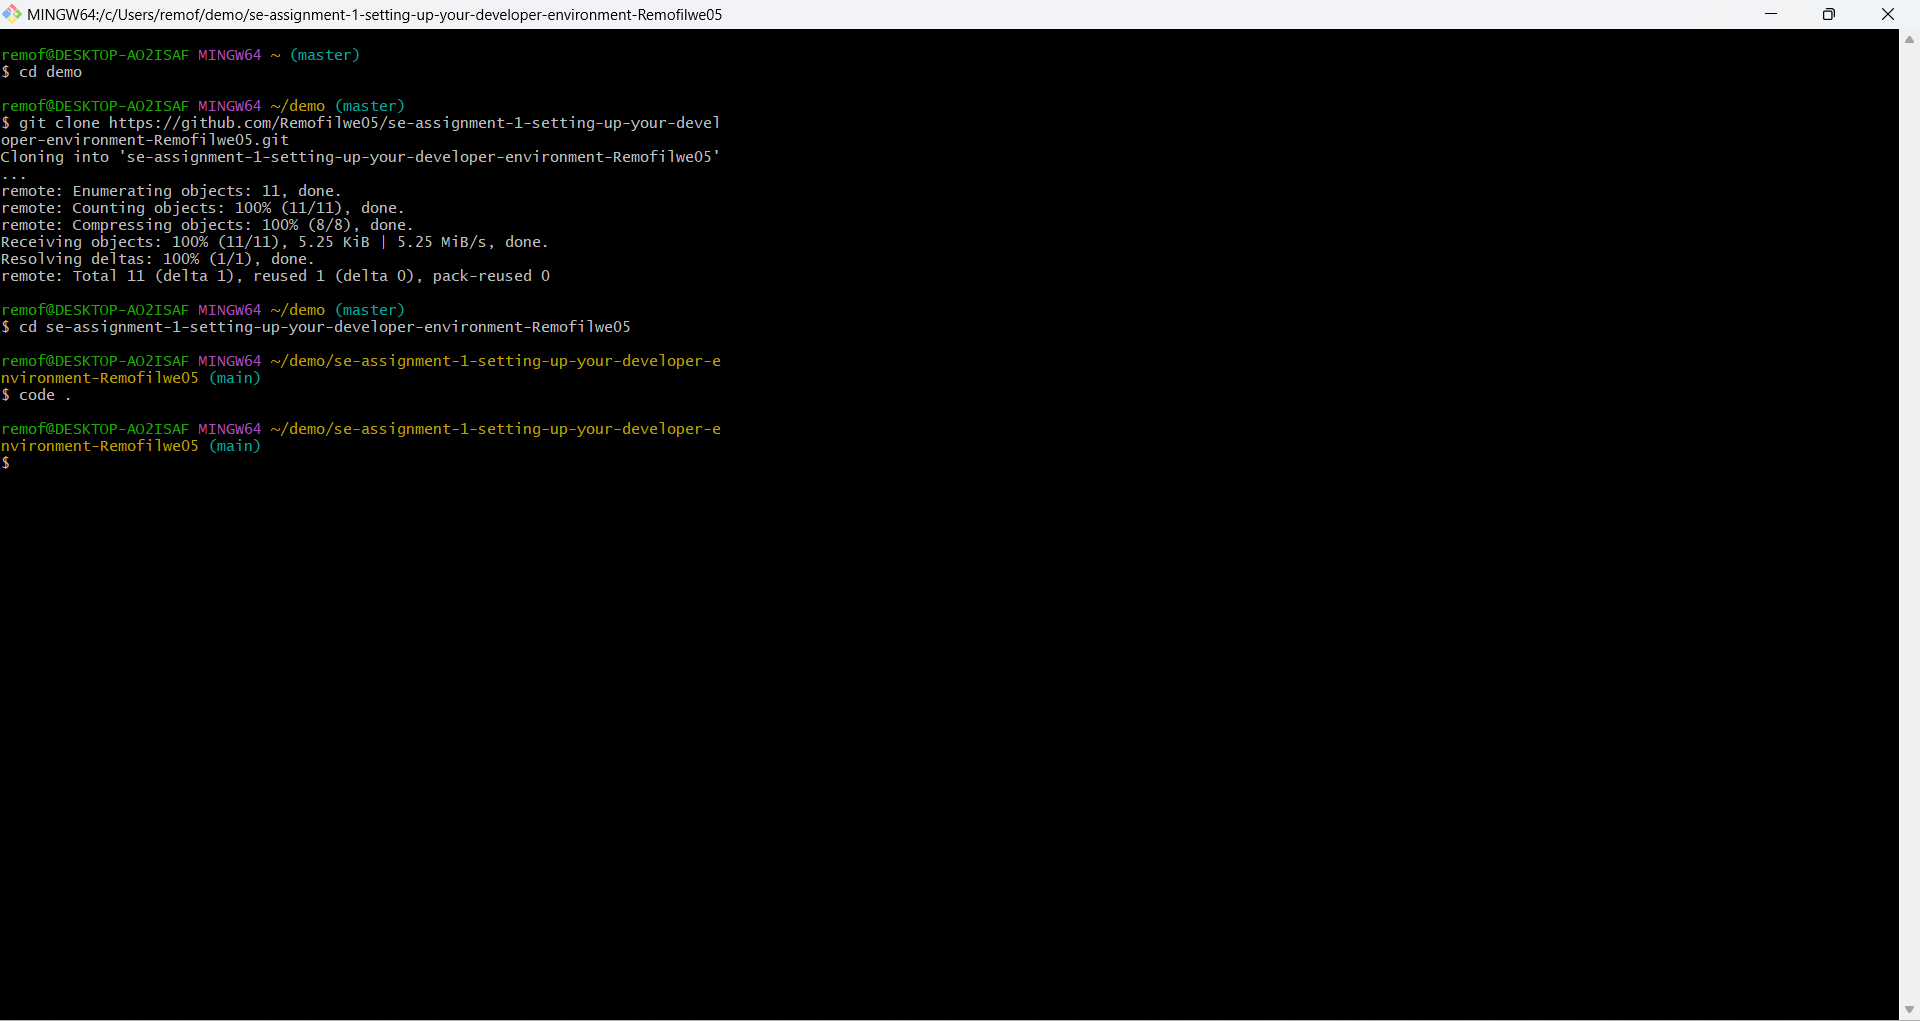 MINGW64:/c/Users/remof/demo/se-assignment-1-setting-up-your-developer-environment-Remofilwe05
remof@DESKTOP-AO2ISAF MINGW64 ~ (master)
$ cd demo
remof@DESKTOP-AO2ISAF MINGW64 ~/demo (master)
$ git clone https://github.com/Remofilwe05/se-assignment-1-setting-up-your-devel
oper-environment-Remofilwe05.git
Cloning into 'se-assignment-1-setting-up-your-developer-environment-Remofilwe05'
...
remote: Enumerating objects: 11, done.
remote: Counting objects: 100% (11/11), done.
remote: Compressing objects: 100% (8/8), done.
Receiving objects: 100% (11/11), 5.25 KiB | 5.25 MiB/s, done.
Resolving deltas: 100% (1/1), done.
remote: Total 11 (delta 1), reused 1 (delta 0), pack-reused 0
remof@DESKTOP-AO2ISAF MINGW64 ~/demo (master)
$ cd se-assignment-1-setting-up-your-developer-environment-Remofilwe05
remof@DESKTOP-AO2ISAF MINGW64 ~/demo/se-assignment-1-setting-up-your-developer-e
nvironment-Remofilwe05 (main)
$ code .
remof@DESKTOP-AO2ISAF MINGW64 ~/demo/se-assignment-1-setting-up-your-developer-e
nvironment-Remofilwe05 (main)
$